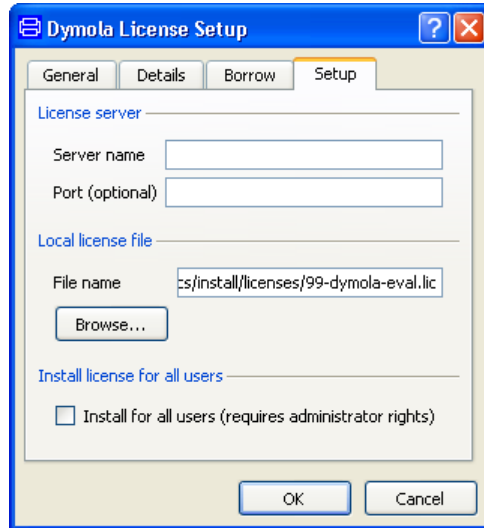 Dymola License Setup
General Details Borrow Setup
License server
Server name
Port (optional)
Local license file
File name cs/install/licenses/99-dymola-eval.lic
Browse...
Install license for all users
Install for all users (requires administrator rights)
OK Cancel